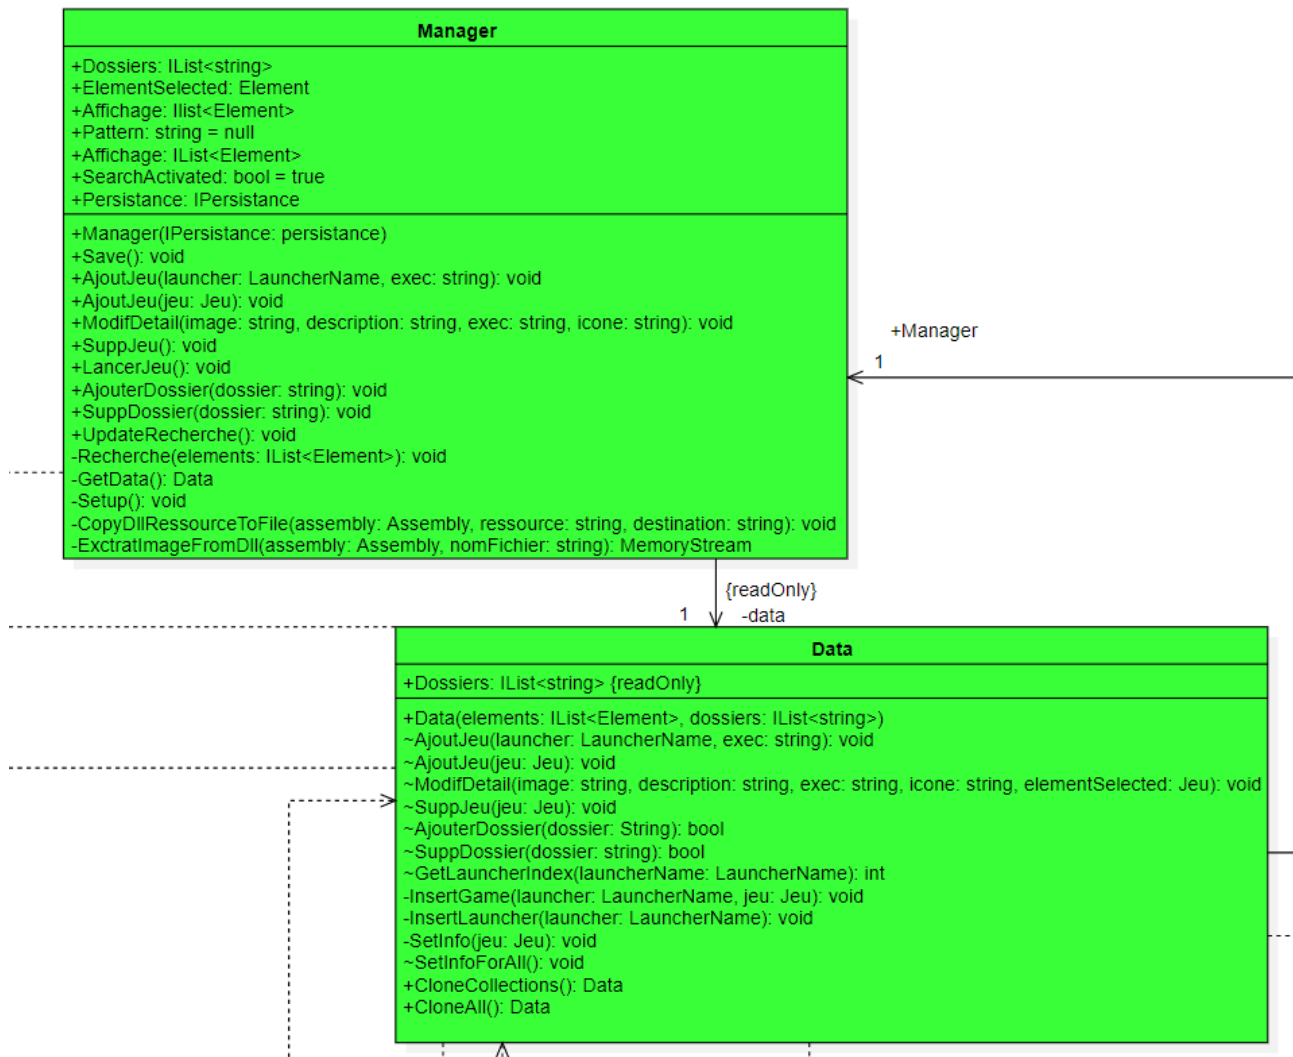 Manager
+Dossiers: IList<string>
+ElementSelected: Element
+Affichage: Ilist<Element>
+Pattern: string = null
+Affichage: IList<Element>
+SearchActivated: bool = true
+Persistance: IPersistance
+Manager(IPersistance: persistance)
+Save(): void
+AjoutJeu(launcher: LauncherName, exec: string): void
+AjoutJeu(jeu: Jeu): void
+ModifDetail(image: string, description: string, exec: string, icone: string): void
+SuppJeu(): void
+LancerJeu(): void
+AjouterDossier(dossier: string): void
+SuppDossier(dossier: string): void
+UpdateRecherche(): void
-Recherche(elements: IList<Element>): void
-GetData(): Data
-Setup(): void
-CopyDllRessourceToFile(assembly: Assembly, ressource: string, destination: string): void
-ExctratImageFromDll(assembly: Assembly, nomFichier: string): MemoryStream
+Manager
1
{readOnly}
1 -data
Data
+Dossiers: IList<string> {readOnly}
+Data(elements: IList<Element>, dossiers: IList<string>)
~AjoutJeu(launcher: LauncherName, exec: string): void
~AjoutJeu(jeu: Jeu): void
~ModifDetail(image: string, description: string, exec: string, icone: string, elementSelected: Jeu): void
~SuppJeu(jeu: Jeu): void
~AjouterDossier(dossier: String): bool
~SuppDossier(dossier: string): bool
~GetLauncherIndex(launcherName: LauncherName): int
-InsertGame(launcher: LauncherName, jeu: Jeu): void
-InsertLauncher(launcher: LauncherName): void
-SetInfo(jeu: Jeu): void
~SetInfoForAll(): void
+CloneCollections(): Data
+CloneAll(): Data